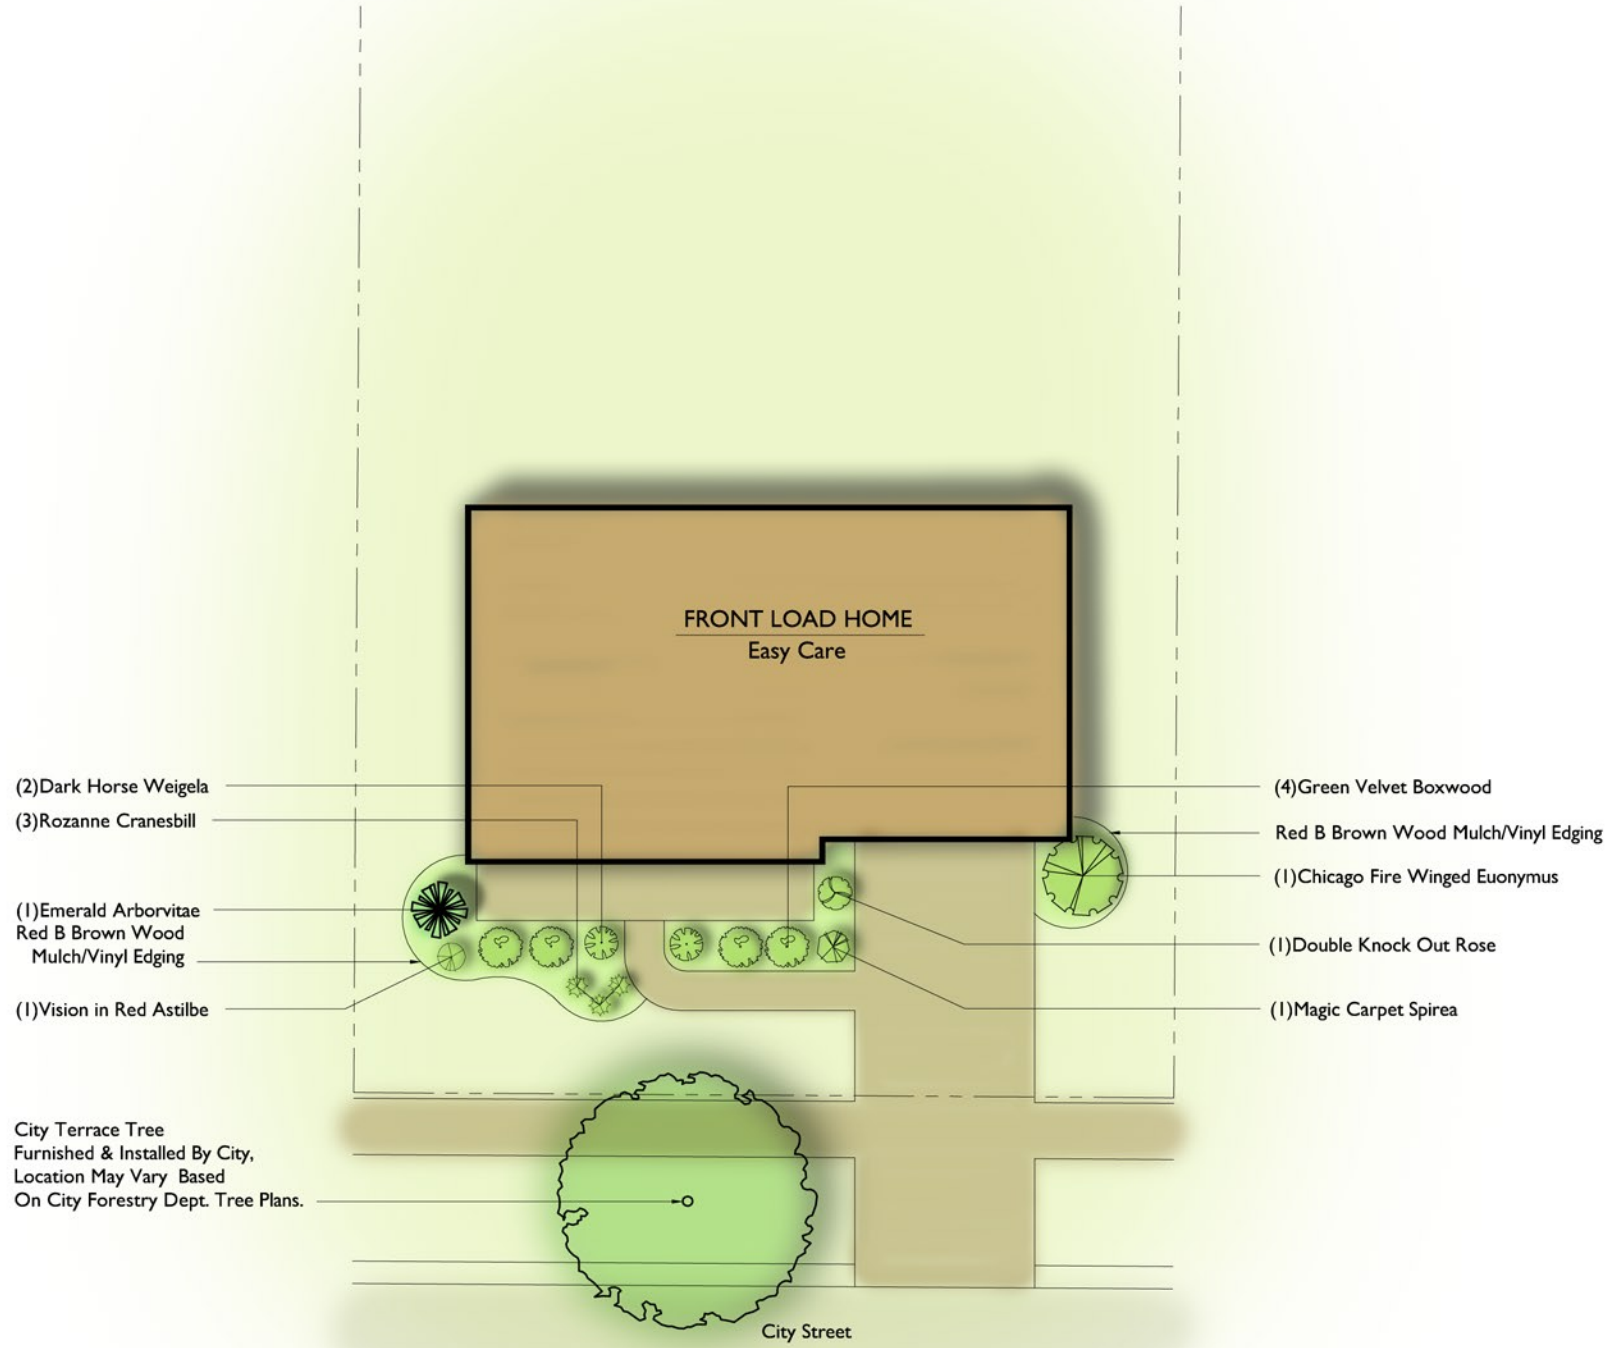 FRONT LOAD HOME
Easy Care
(2)Dark Horse Weigela
(3)Rozanne Cranesbill
(1)Emerald Arborvitae
Red B Brown Wood
Mulch/Vinyl Edging
(1)Vision in Red Astilbe
(4)Green Velvet Boxwood
Red B Brown Wood Mulch/Vinyl Edging
(1)Chicago Fire Winged Euonymus
(1)Double Knock Out Rose
(1)Magic Carpet Spirea
City Terrace Tree
Furnished & Installed By City,
Location May Vary Based
On City Forestry Dept. Tree Plans.
City Street